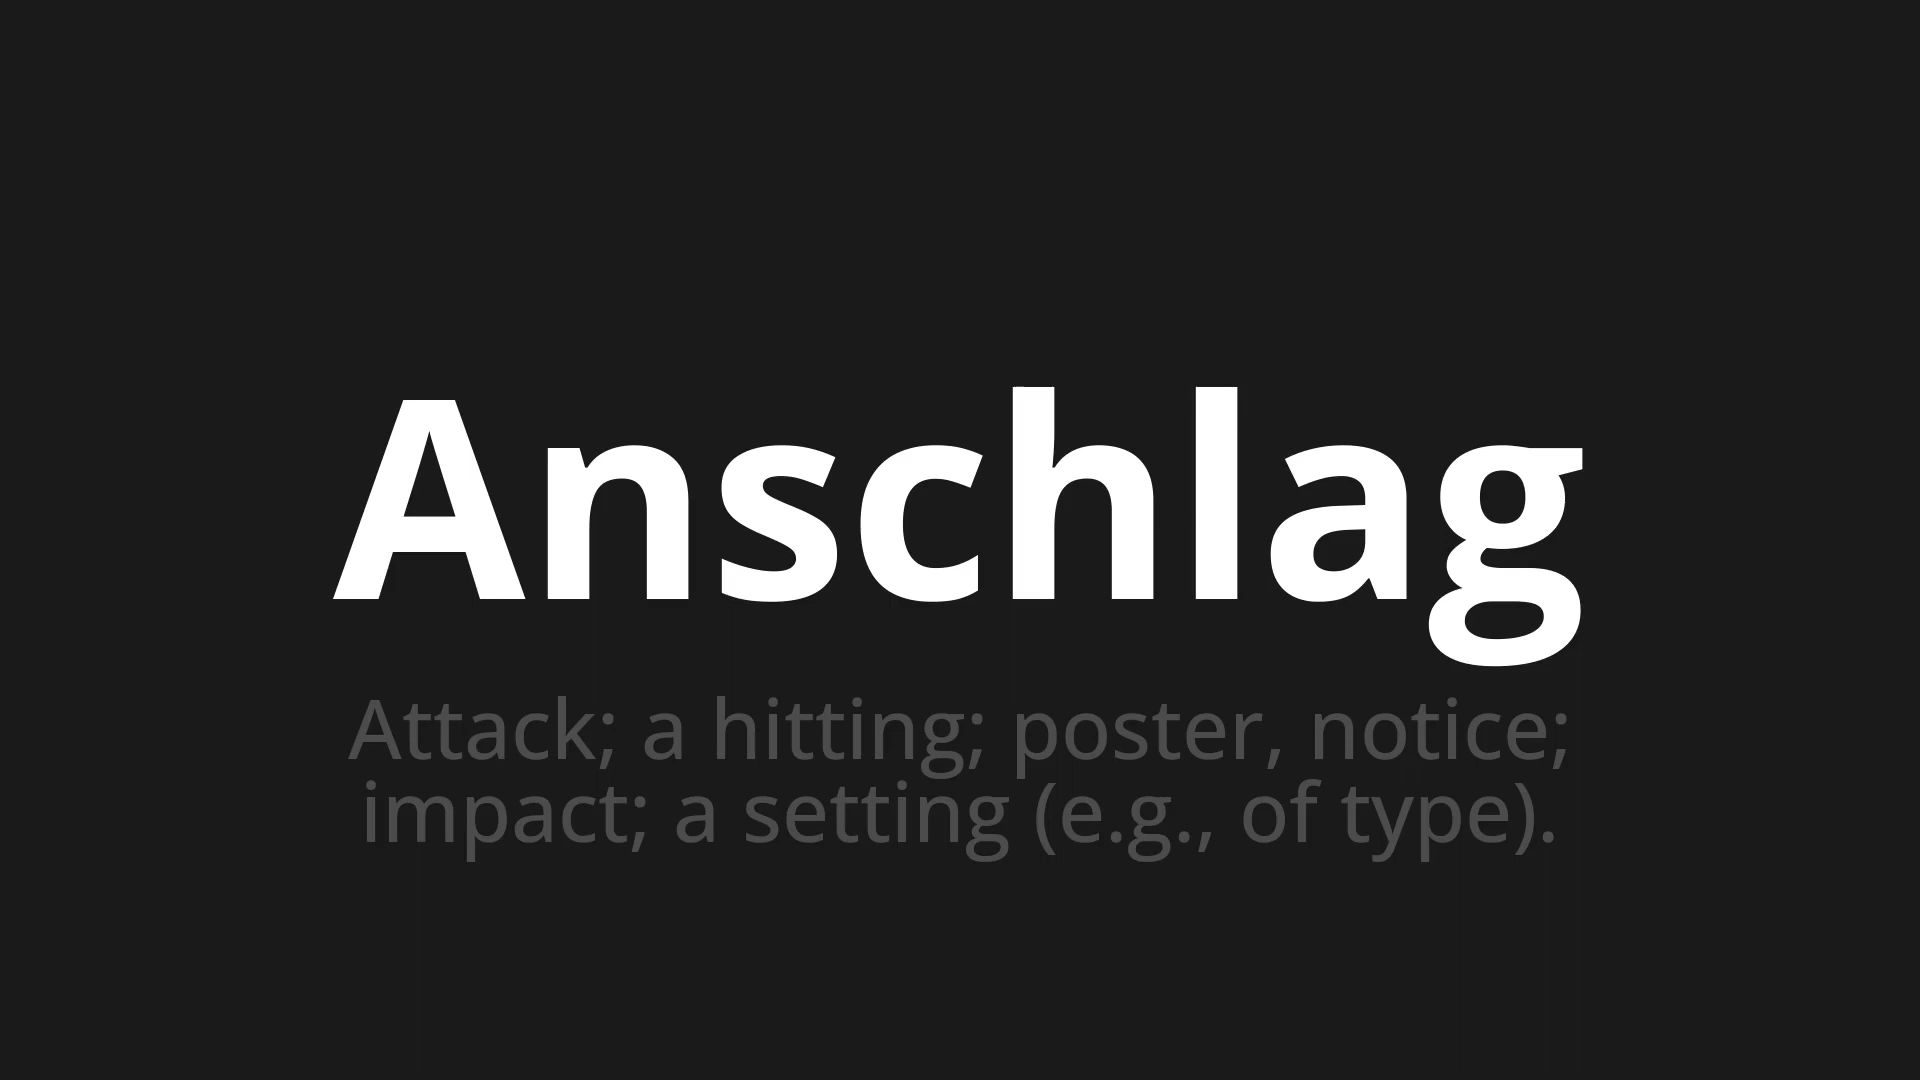 Anschlag
Attack; a hitting; poster, notice;
impact; a setting (e.g., of type).